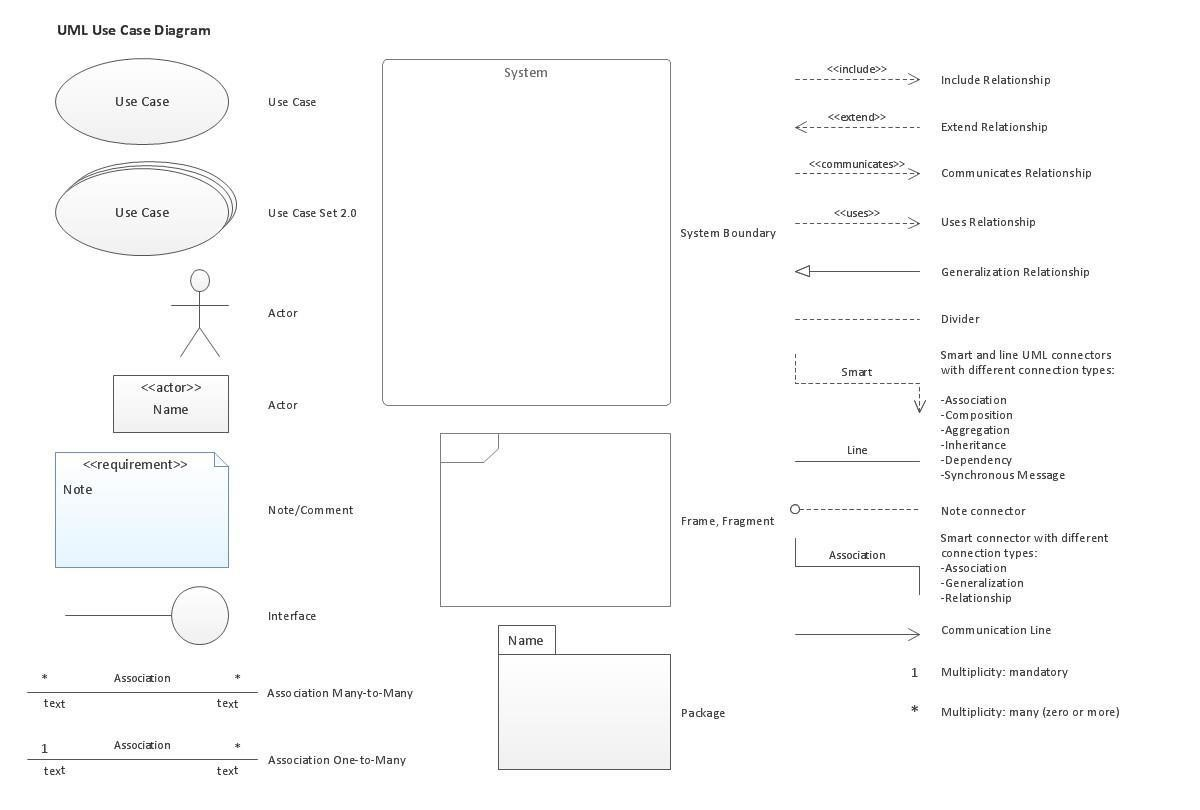 UML Use Case Diagram
Use Case
Use Case
Use Case
Use Case Set 2.0
Actor
<<actor>>
Name
Actor
<<requirement>>
Note
Note/Comment
Interface
* Association *
text text
Association Many-to-Many
1 Association *
text text
Association One-to-Many
System
System Boundary
Frame, Fragment
Name
Package
<<include>>
Include Relationship
<<extend>>
Extend Relationship
<<communicates>>
Communicates Relationship
<<uses>>
Uses Relationship
Generalization Relationship
Divider
Smart
Line
Smart and line UML connectors
with different connection types:
-Association
-Composition
-Aggregation
-Inheritance
-Dependency
-Synchronous Message
Note connector
Association
Smart connector with different
connection types:
-Association
-Generalization
-Relationship
Communication Line
1 Multiplicity: mandatory
* Multiplicity: many (zero or more)